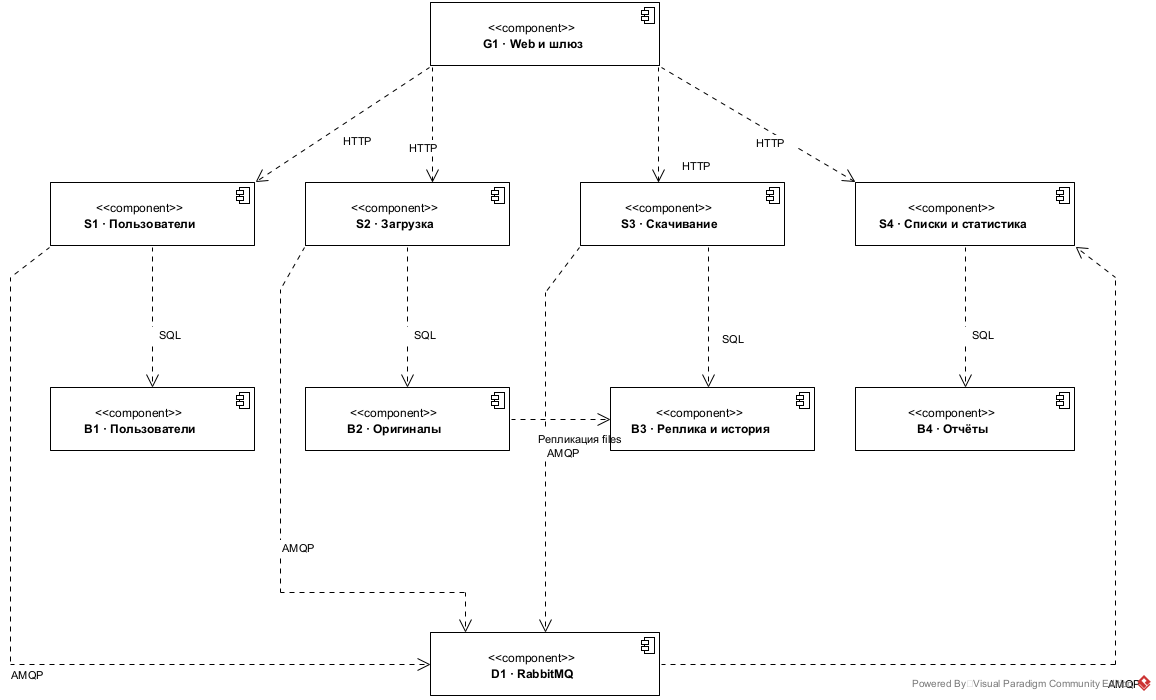 <<component>>
G1 · Web и шлюз
HTTP
HTTP
HTTP
HTTP
<<component>>
S1 · Пользователи
<<component>>
S2 · Загрузка
<<component>>
S3 · Скачивание
<<component>>
S4 · Списки и статистика
SQL
SQL
SQL
SQL
<<component>>
B1 · Пользователи
<<component>>
B2 · Оригиналы
<<component>>
B3 · Реплика и история
<<component>>
B4 · Отчёты
Репликация files
AMQP
AMQP
<<component>>
D1 · RabbitMQ
AMQP
AMQP
Powered By Visual Paradigm Community Edition